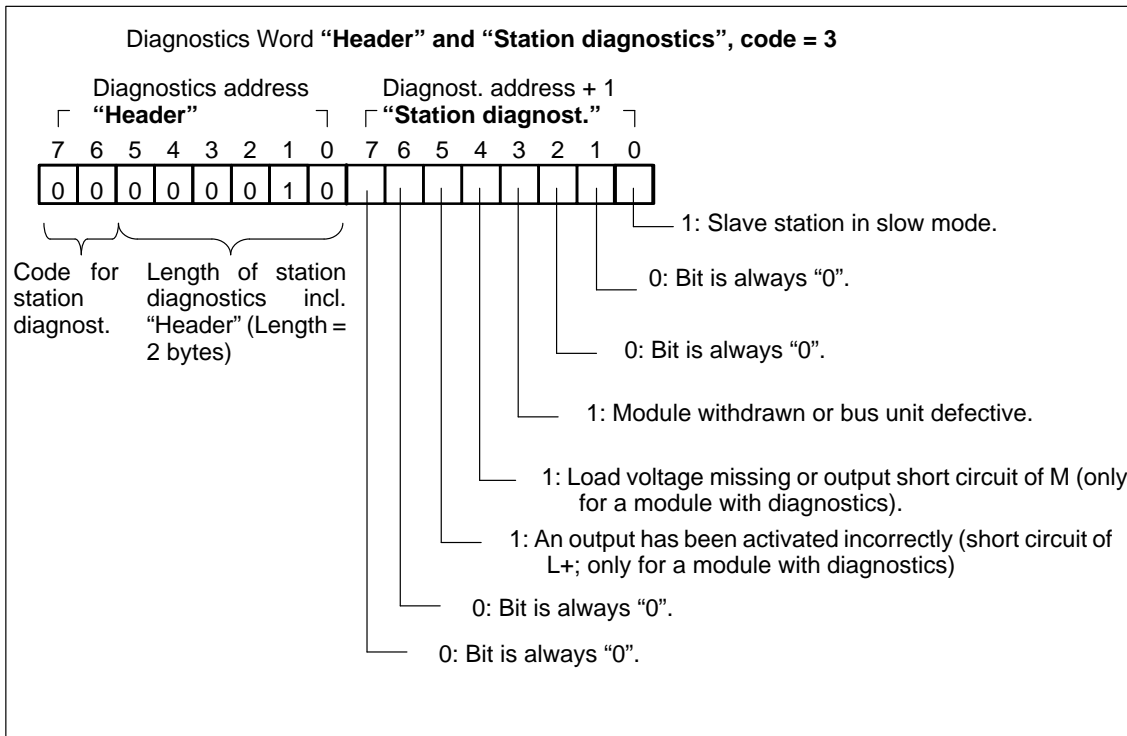 Diagnostics Word “Header” and “Station diagnostics”, code = 3
Diagnostics address
“Header”
Diagnost. address + 1
“Station diagnost.”
7 6 5 4 3 2 1 0 7 6 5 4 3 2 1 0
0 0 0 0 0 0 1 0
1: Slave station in slow mode.
Code for
station
diagnost.
Length of station
diagnostics incl.
“Header” (Length =
2 bytes)
0: Bit is always “0”.
0: Bit is always “0”.
1: Module withdrawn or bus unit defective.
1: Load voltage missing or output short circuit of M (only
for a module with diagnostics).
1: An output has been activated incorrectly (short circuit of
L+; only for a module with diagnostics)
0: Bit is always “0”.
0: Bit is always “0”.